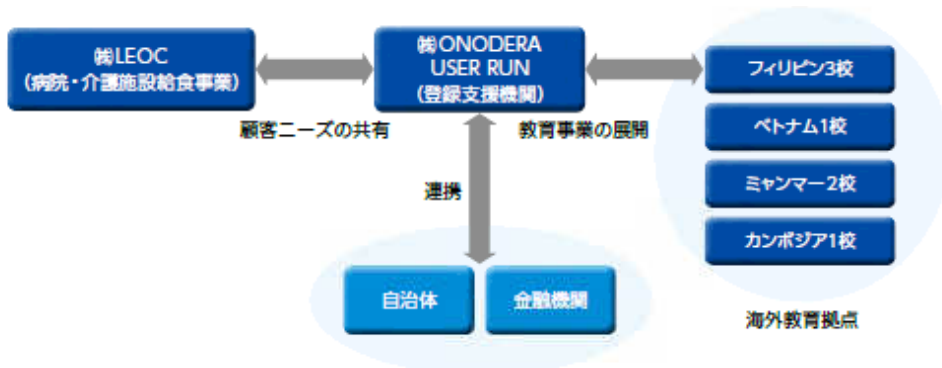 ㈱LEOC
(病院・介護施設給食事業)
㈱ONODERA
USER RUN
(登録支援機関)
フィリピン3校
ベトナム1校
ミャンマー2校
カンボジア1校
顧客ニーズの共有
教育事業の展開
連携
自治体
金融機関
海外教育拠点